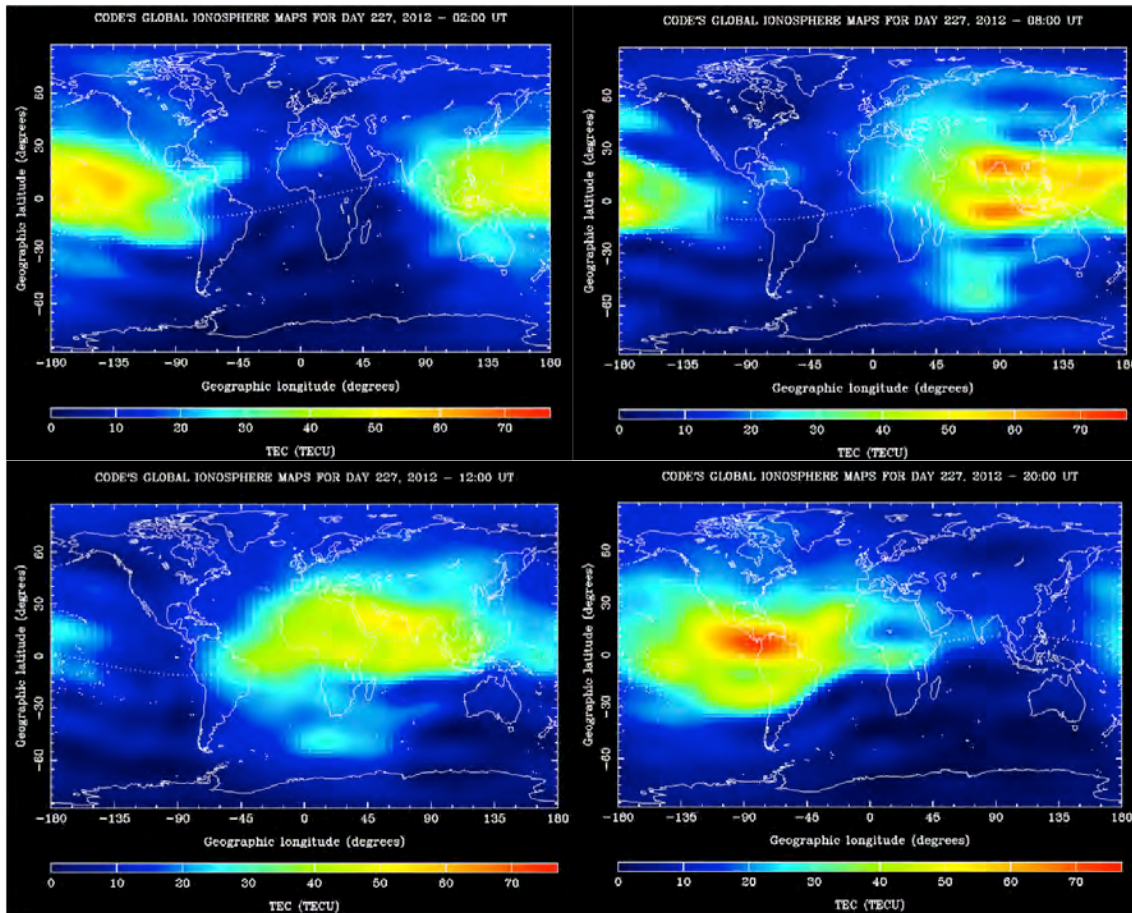 CODE'S GLOBAL IONOSPHERE MAPS FOR DAY 227, 2012 – 02:00 UT
Geographic latitude (degrees)
60
30
0
−30
−60
−180 −135 −90 −45 0 45 90 135 180
Geographic longitude (degrees)
0 10 20 30 40 50 60 70
TEC (TECU)
CODE'S GLOBAL IONOSPHERE MAPS FOR DAY 227, 2012 – 08:00 UT
Geographic latitude (degrees)
60
30
0
−30
−60
−180 −135 −90 −45 0 45 90 135 180
Geographic longitude (degrees)
0 10 20 30 40 50 60 70
TEC (TECU)
CODE'S GLOBAL IONOSPHERE MAPS FOR DAY 227, 2012 – 12:00 UT
Geographic latitude (degrees)
60
30
0
−30
−60
−180 −135 −90 −45 0 45 90 135 180
Geographic longitude (degrees)
0 10 20 30 40 50 60 70
TEC (TECU)
CODE'S GLOBAL IONOSPHERE MAPS FOR DAY 227, 2012 – 20:00 UT
Geographic latitude (degrees)
60
30
0
−30
−60
−180 −135 −90 −45 0 45 90 135 180
Geographic longitude (degrees)
0 10 20 30 40 50 60 70
TEC (TECU)